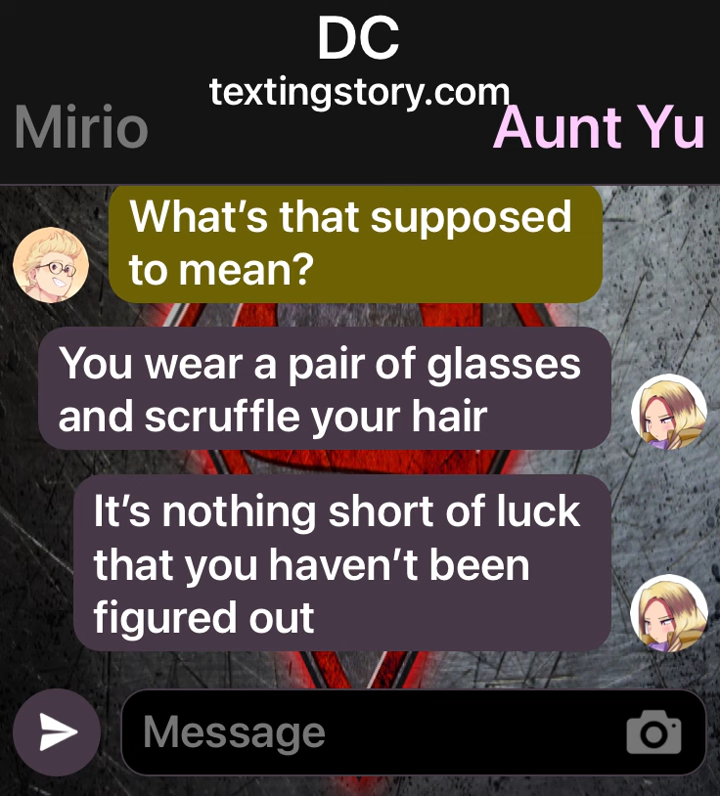 DC
textingstory.com
Mirio
Aunt Yu
What's that supposed
to mean?
You wear a pair of glasses
and scruffle your hair
It's nothing short of luck
that you haven't been
figured out
Message